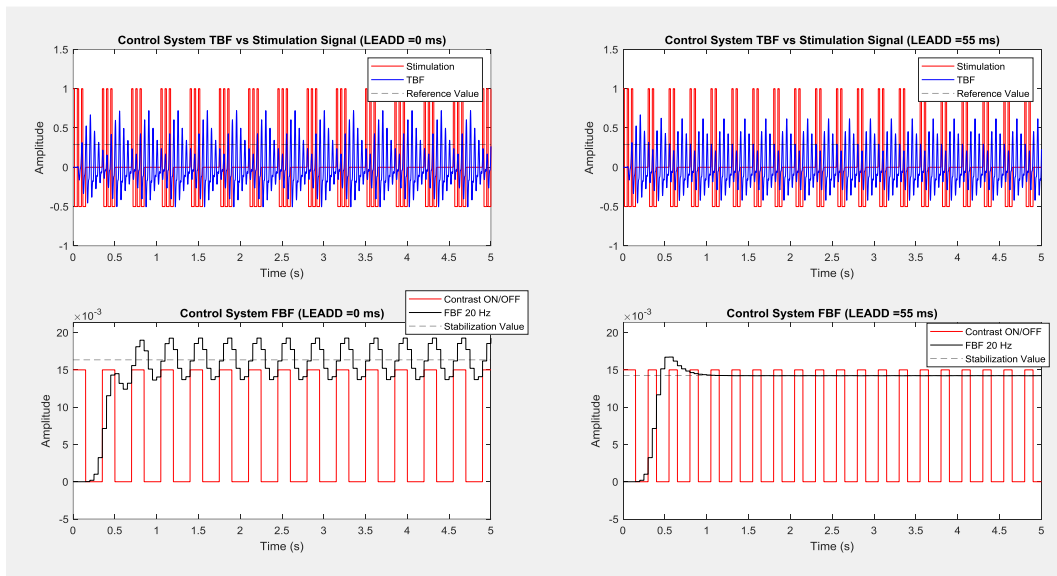 Control System TBF vs Stimulation Signal (LEADD =0 ms)
1.5
1
0.5
0
-0.5
-1
Amplitude
Stimulation
TBF
Reference Value
0 0.5 1 1.5 2 2.5 3 3.5 4 4.5 5
Time (s)
Control System TBF vs Stimulation Signal (LEADD =55 ms)
1.5
1
0.5
0
-0.5
-1
Amplitude
Stimulation
TBF
Reference Value
0 0.5 1 1.5 2 2.5 3 3.5 4 4.5 5
Time (s)
Control System FBF (LEADD =0 ms)
×10⁻³
20
15
10
5
0
-5
Amplitude
Contrast ON/OFF
FBF 20 Hz
Stabilization Value
0 0.5 1 1.5 2 2.5 3 3.5 4 4.5 5
Time (s)
Control System FBF (LEADD =55 ms)
×10⁻³
20
15
10
5
0
-5
Amplitude
Contrast ON/OFF
FBF 20 Hz
Stabilization Value
0 0.5 1 1.5 2 2.5 3 3.5 4 4.5 5
Time (s)